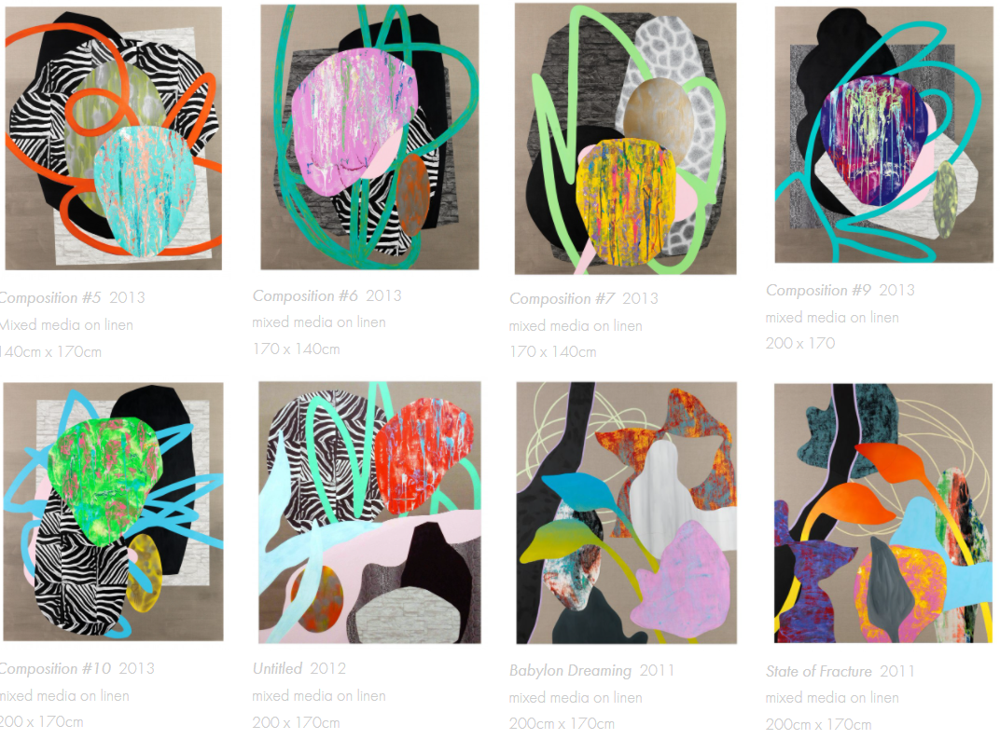 Composition #5 2013
Mixed media on linen
140cm x 170cm
Composition #6 2013
mixed media on linen
170 x 140cm
Composition #7 2013
mixed media on linen
170 x 140cm
Composition #9 2013
mixed media on linen
200 x 170
Composition #10 2013
mixed media on linen
200 x 170cm
Untitled 2012
mixed media on linen
200 x 170cm
Babylon Dreaming 2011
mixed media on linen
200cm x 170cm
State of Fracture 2011
mixed media on linen
200cm x 170cm